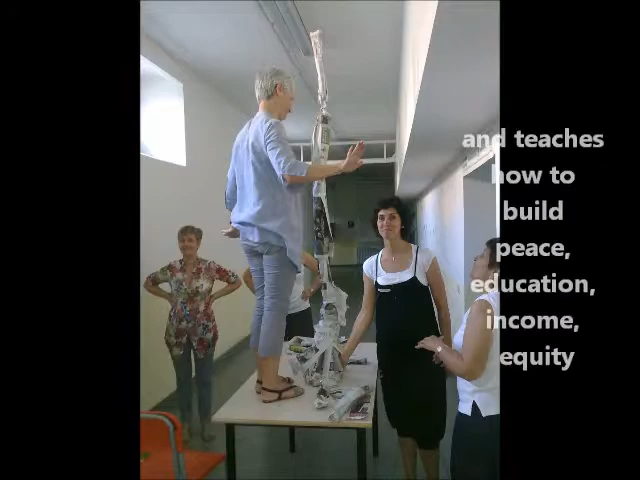 and teaches
how to
build
peace,
education,
income,
equity